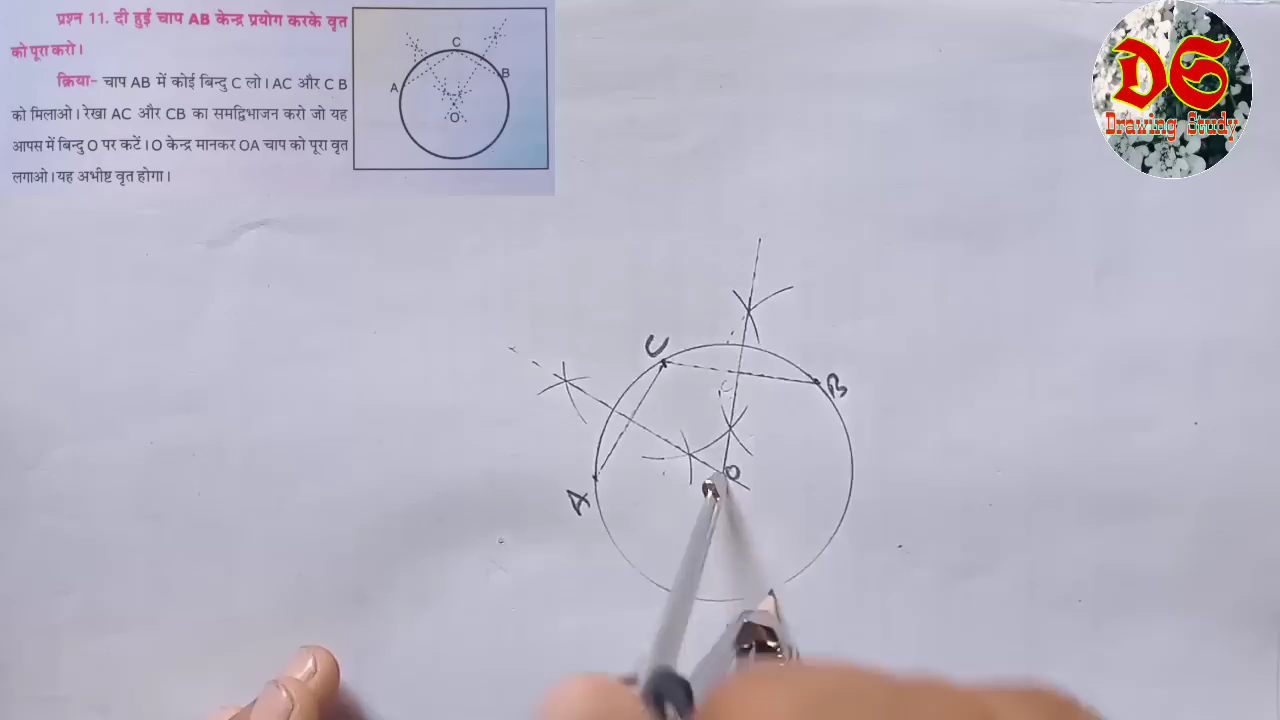 प्रश्न 11. दी हुई चाप AB केन्द्र प्रयोग करके वृत
को पूरा करो।
क्रिया- चाप AB में कोई बिन्दु C लो। AC और C B
को मिलाओ। रेखा AC और CB का समद्विभाजन करो जो यह
आपस में बिन्दु O पर कटें। O केन्द्र मानकर OA चाप को पूरा वृत
लगाओ। यह अभीष्ट वृत होगा।
C
A
B
O
DS
Drawing Study
C
B
A
O